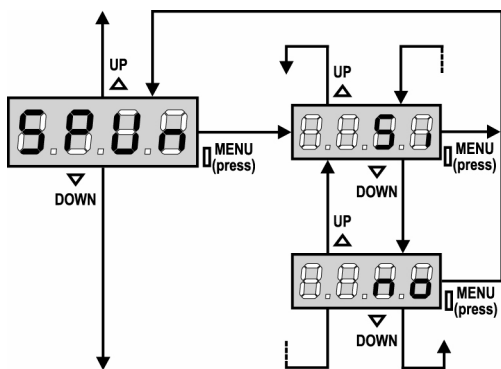 UP
SPUn
MENU
(press)
DOWN
UP
Si
MENU
(press)
DOWN
UP
no
MENU
(press)
DOWN